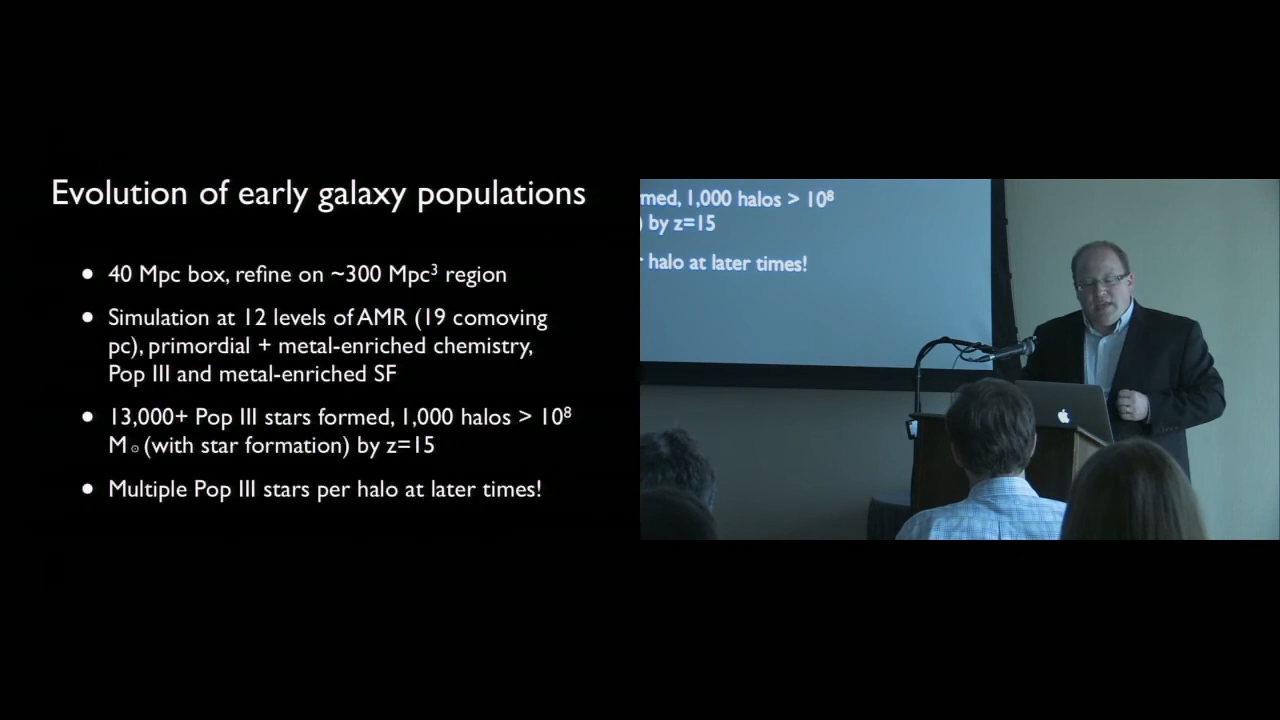 Evolution of early galaxy populations
• 40 Mpc box, refine on ~300 Mpc³ region
• Simulation at 12 levels of AMR (19 comoving
pc), primordial + metal-enriched chemistry,
Pop III and metal-enriched SF
• 13,000+ Pop III stars formed, 1,000 halos > 10⁸
M☉ (with star formation) by z=15
• Multiple Pop III stars per halo at later times!
med, 1,000 halos > 10⁸
) by z=15
halo at later times!